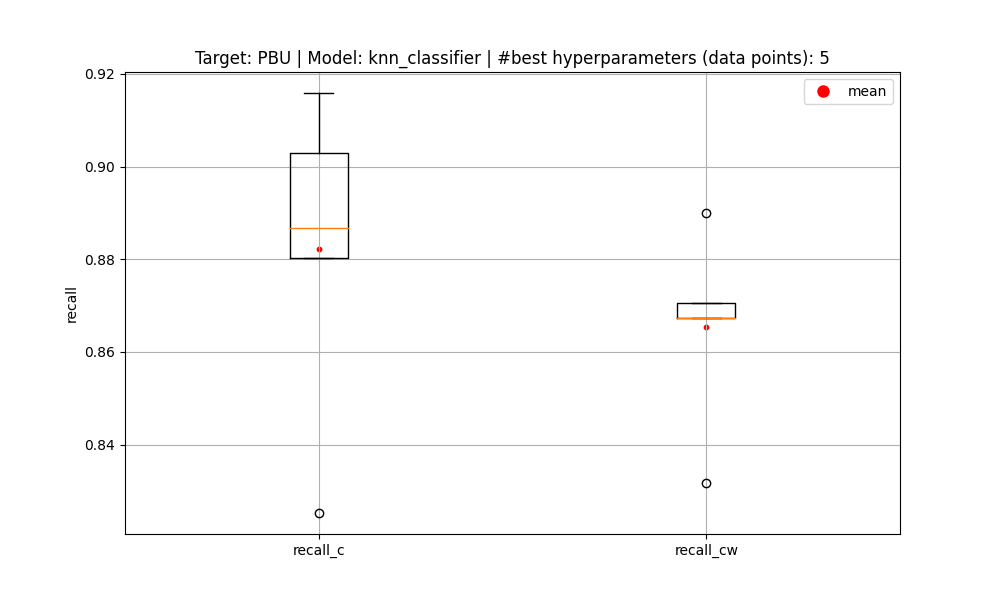 Target: PBU | Model: knn_classifier | #best hyperparameters (data points): 5
mean
0.92
0.90
0.88
0.86
0.84
recall
recall_c
recall_cw